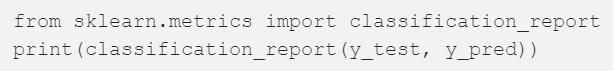 from sklearn.metrics import classification_report
print(classification_report(y_test, y_pred))